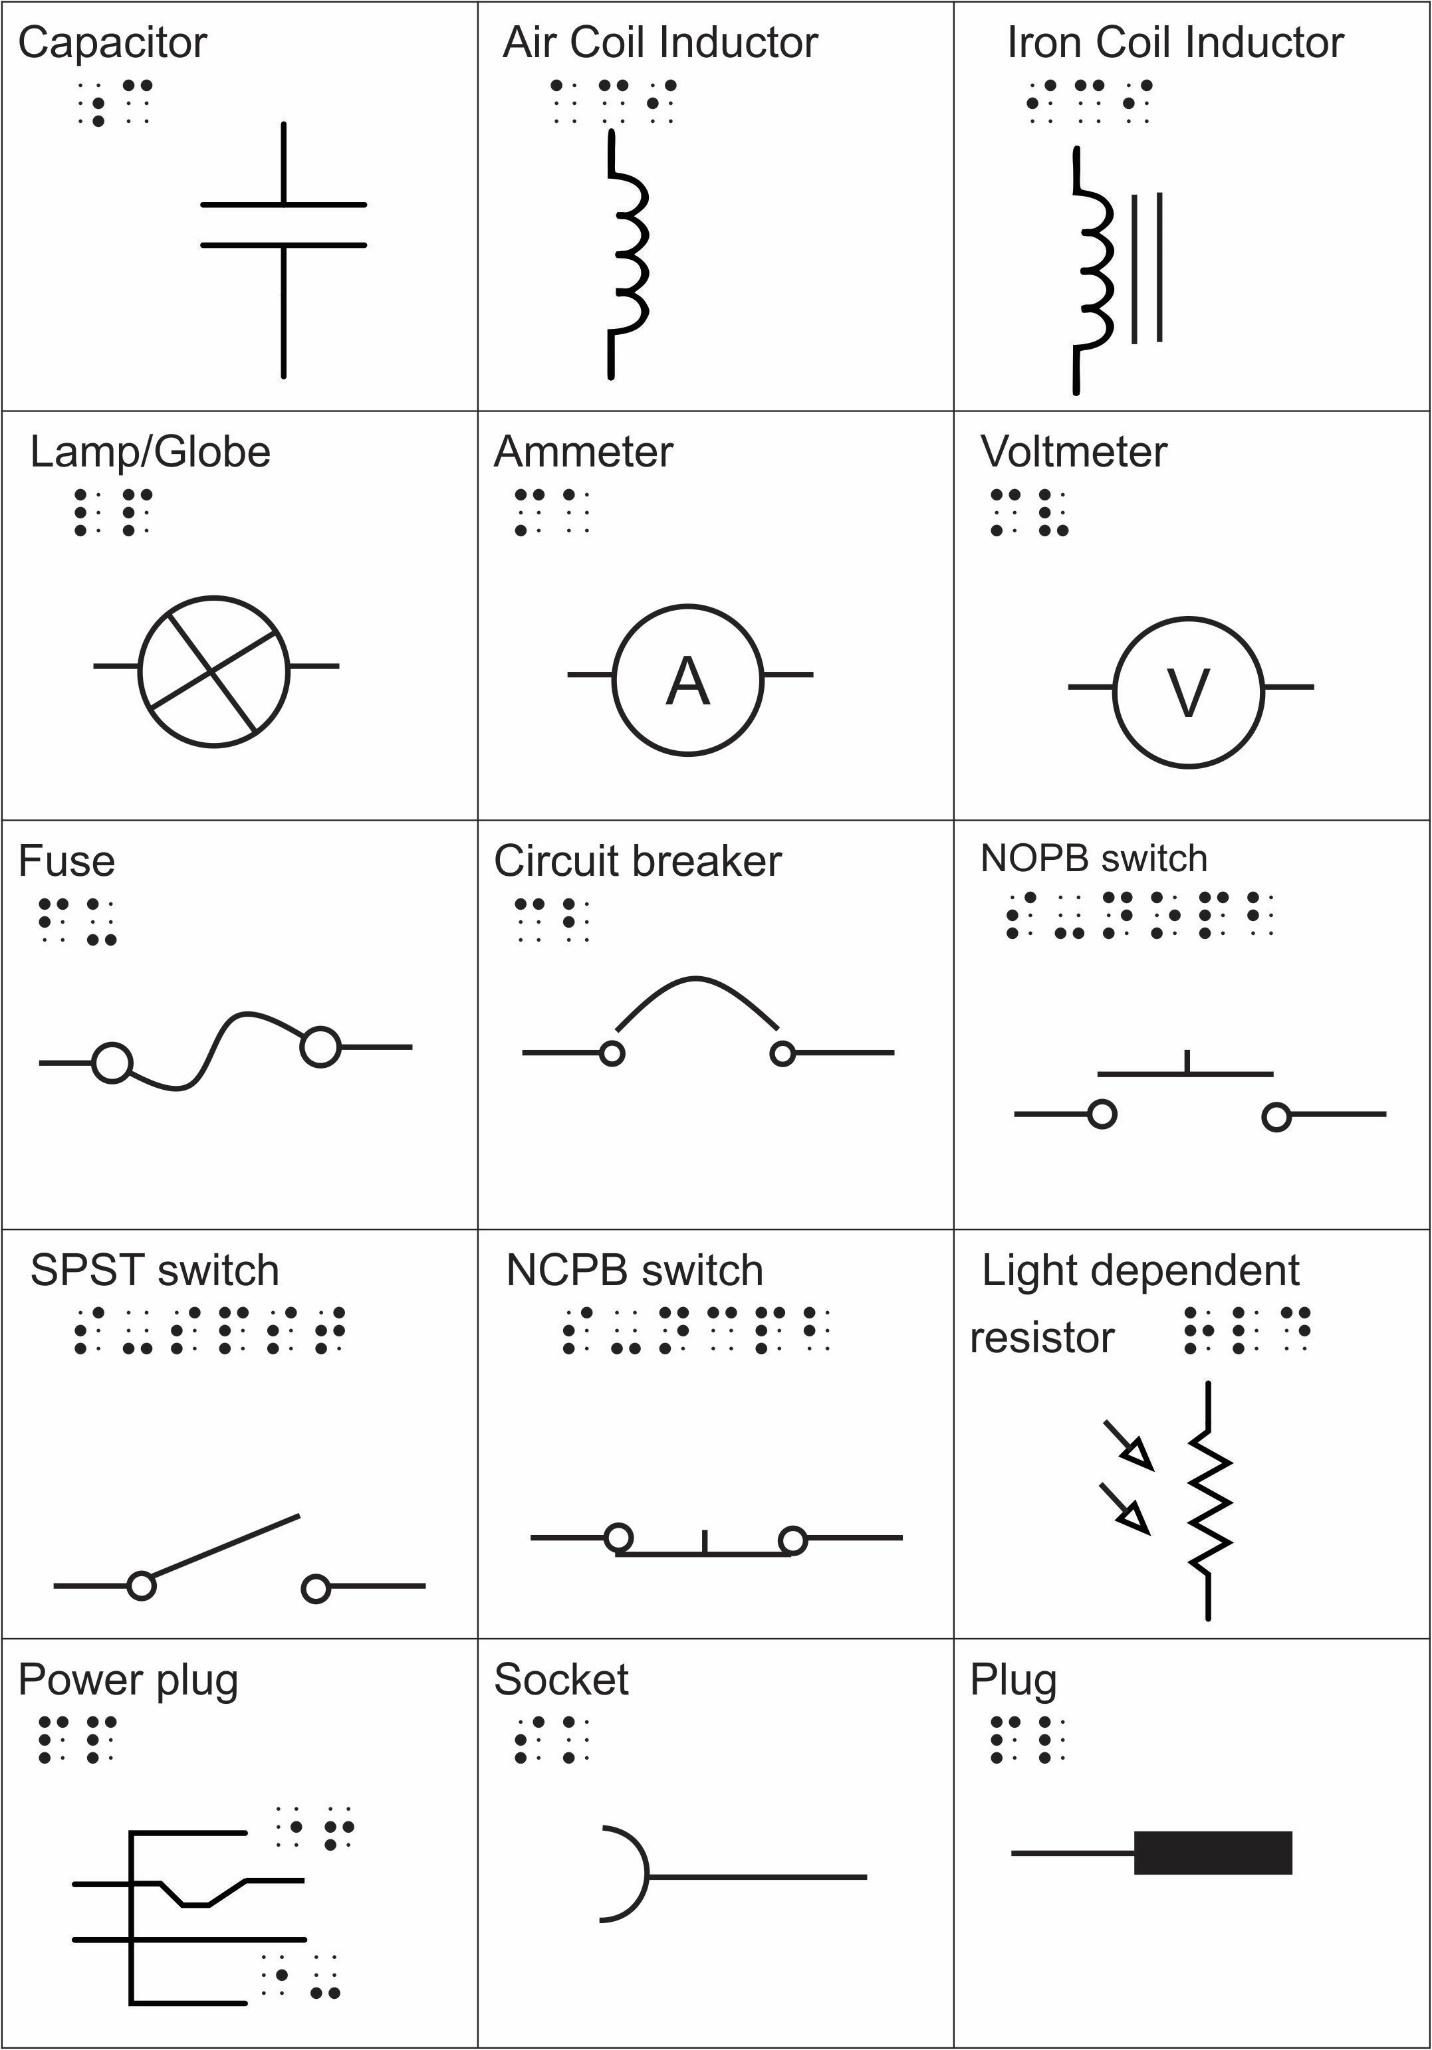 Capacitor
⠰⠉
Air Coil Inductor
⠁⠉⠊
Iron Coil Inductor
⠊⠉⠊
Lamp/Globe
⠇⠏
Ammeter
⠍⠁
A
Voltmeter
⠍⠧
V
Fuse
⠋⠥
Circuit breaker
⠉⠃
NOPB switch
⠎⠤⠝⠕⠏⠃
SPST switch
⠎⠤⠎⠏⠎⠞
NCPB switch
⠎⠤⠝⠉⠏⠃
Light dependent
resistor ⠗⠇⠙
Power plug
⠏⠏
⠐⠖
⠐⠤
Socket
⠎⠅
Plug
⠏⠇